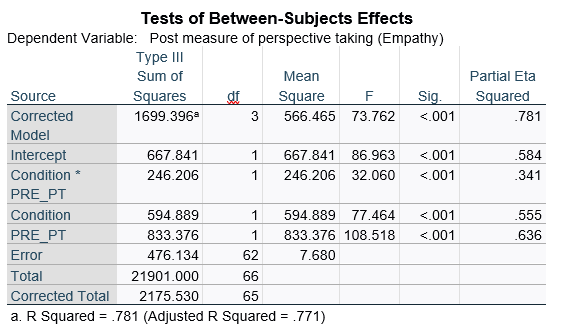 Tests of Between-Subjects Effects
Dependent Variable: Post measure of perspective taking (Empathy)
Type III
Sum of Mean Partial Eta
Source Squares df Square F Sig. Squared
Corrected 1699.396a 3 566.465 73.762 <.001 .781
Model
Intercept 667.841 1 667.841 86.963 <.001 .584
Condition * 246.206 1 246.206 32.060 <.001 .341
PRE_PT
Condition 594.889 1 594.889 77.464 <.001 .555
PRE_PT 833.376 1 833.376 108.518 <.001 .636
Error 476.134 62 7.680
Total 21901.000 66
Corrected Total 2175.530 65
a. R Squared = .781 (Adjusted R Squared = .771)